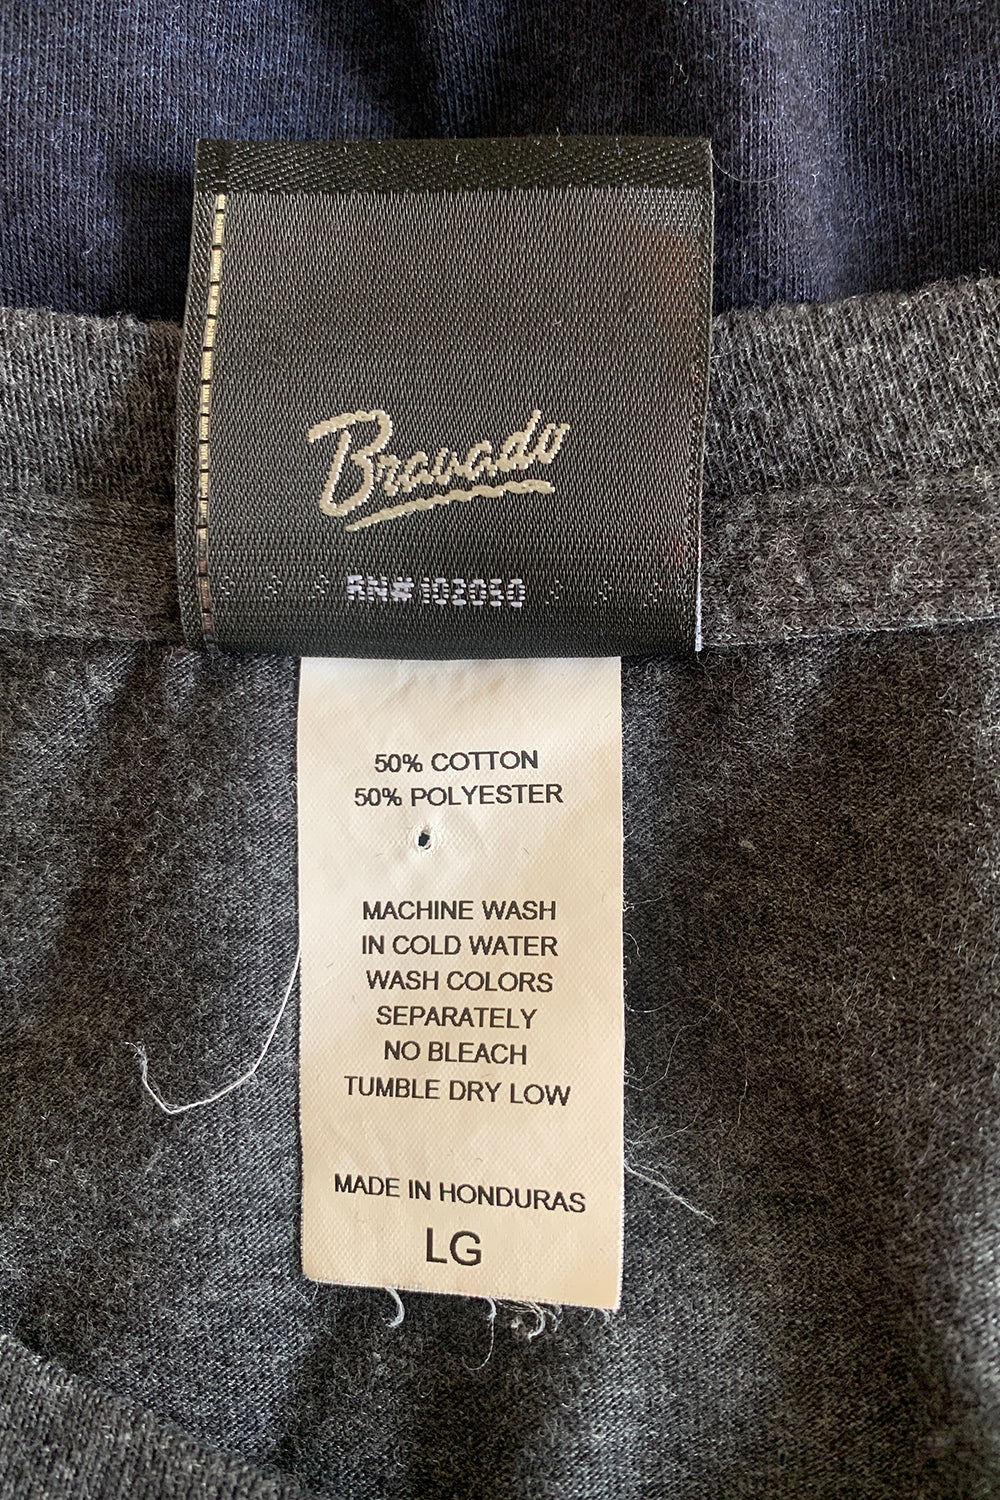 Bravado
RN# 102050
50% COTTON
50% POLYESTER
MACHINE WASH
IN COLD WATER
WASH COLORS
SEPARATELY
NO BLEACH
TUMBLE DRY LOW
MADE IN HONDURAS
LG